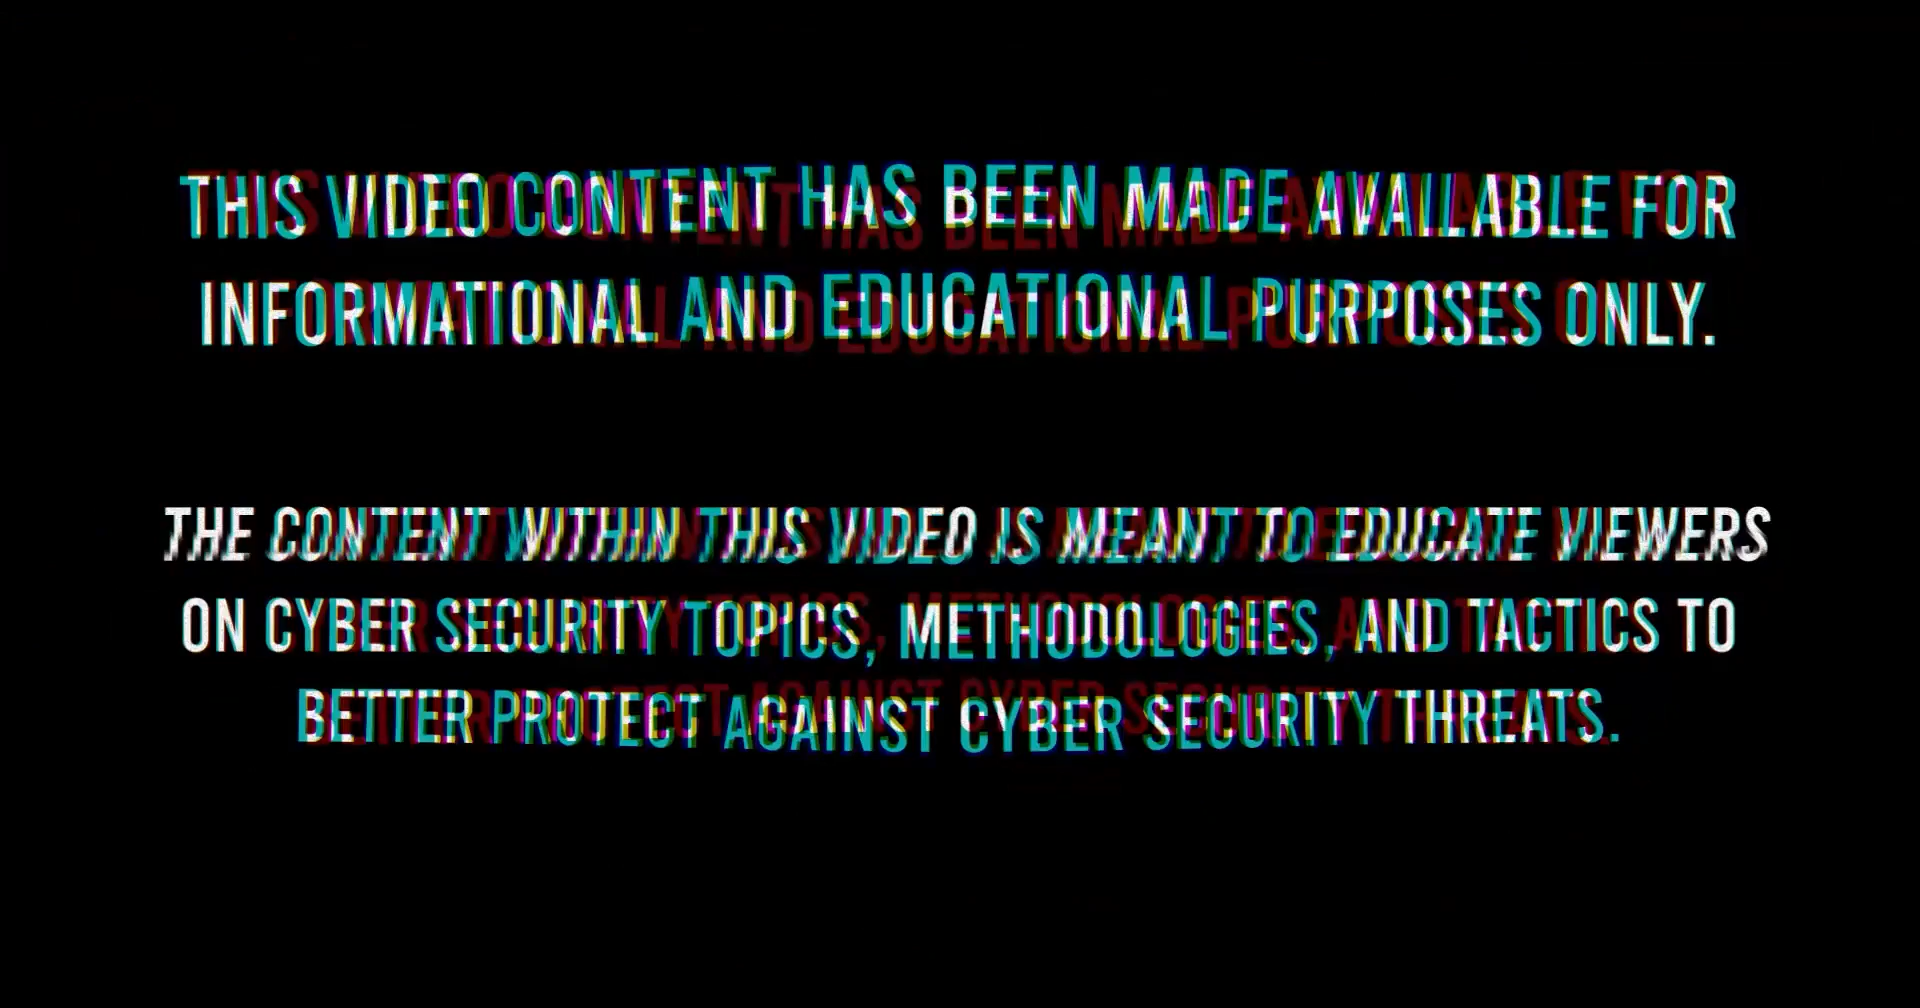 THIS VIDEO CONTENT HAS BEEN MADE AVAILABLE FOR
INFORMATIONAL AND EDUCATIONAL PURPOSES ONLY.
THE CONTENT WITHIN THIS VIDEO IS MEANT TO EDUCATE VIEWERS
ON CYBER SECURITY TOPICS, METHODOLOGIES, AND TACTICS TO
BETTER PROTECT AGAINST CYBER SECURITY THREATS.